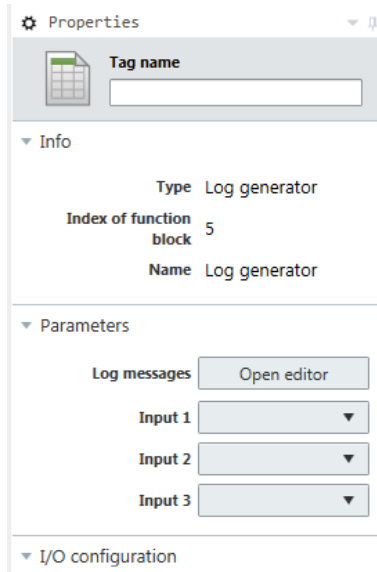 Properties
Tag name
Info
Type Log generator
Index of function
block 5
Name Log generator
Parameters
Log messages Open editor
Input 1
Input 2
Input 3
I/O configuration